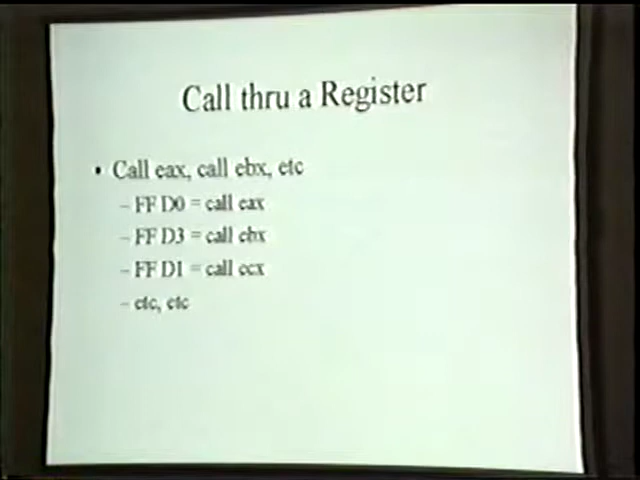 Call thru a Register
• Call eax, call ebx, etc
– FF D0 = call eax
– FF D3 = call ebx
– FF D1 = call ecx
– etc, etc